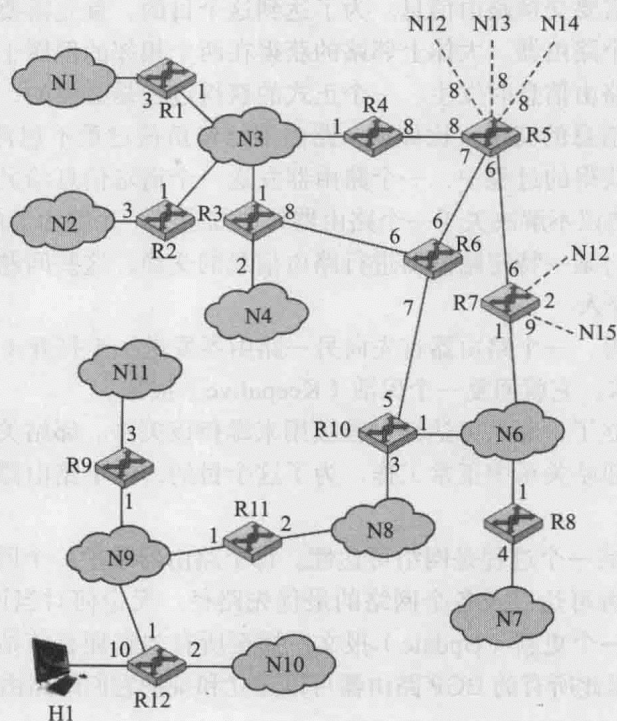 N12 N13 N14
8 8 8
N1 3 R1 1
R4
1 8
8 R5
7 6
N3
N2 3 R2 1
R3 1 8
6 6 R6
7
N12
6
R7 2
1 9
N15
N4
N11
3
R9
1
5
R10 1
3
N6
1
R8
4
N7
R11
1 2
N8
N9
1
10 2
R12
N10
H1